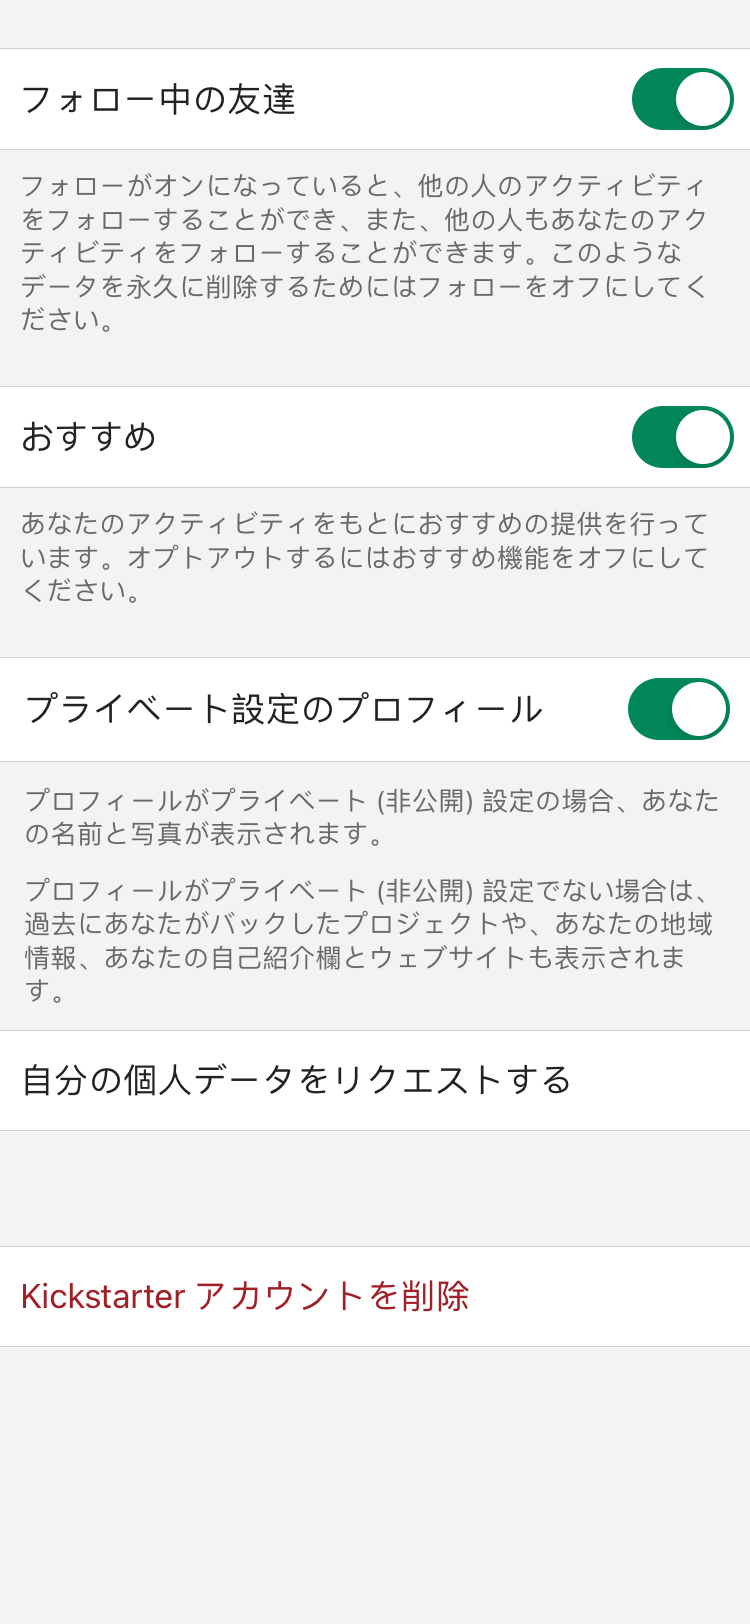 フォロー中の友達
フォローがオンになっていると、他の人のアクティビティ
をフォローすることができ、また、他の人もあなたのアク
ティビティをフォローすることができます。このような
データを永久に削除するためにはフォローをオフにしてく
ださい。
おすすめ
あなたのアクティビティをもとにおすすめの提供を行って
います。オプトアウトするにはおすすめ機能をオフにして
ください。
プライベート設定のプロフィール
プロフィールがプライベート (非公開) 設定の場合、あなた
の名前と写真が表示されます。
プロフィールがプライベート (非公開) 設定でない場合は、
過去にあなたがバックしたプロジェクトや、あなたの地域
情報、あなたの自己紹介欄とウェブサイトも表示されま
す。
自分の個人データをリクエストする
Kickstarter アカウントを削除